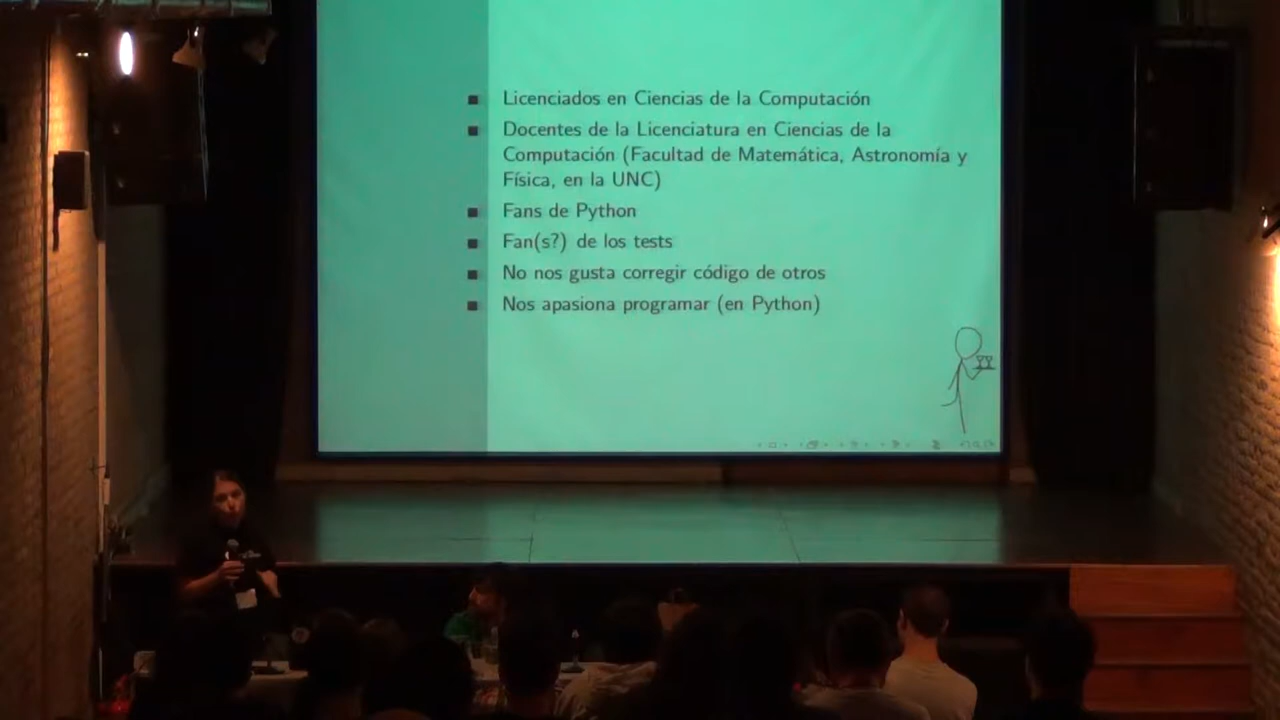 Licenciados en Ciencias de la Computación
Docentes de la Licenciatura en Ciencias de la
Computación (Facultad de Matemática, Astronomía y
Física, en la UNC)
Fans de Python
Fan(s?) de los tests
No nos gusta corregir código de otros
Nos apasiona programar (en Python)